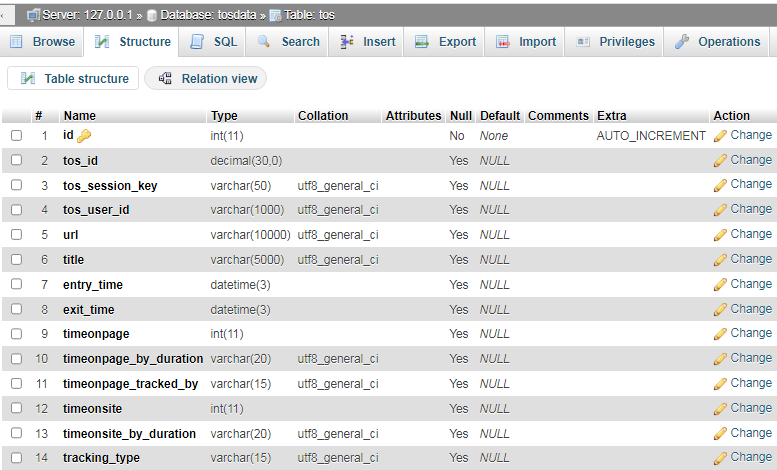 Server: 127.0.0.1 » Database: tosdata » Table: tos
Browse Structure SQL Search Insert Export Import Privileges Operations
Table structure Relation view
# Name Type Collation Attributes Null Default Comments Extra Action
1 id int(11) No None AUTO_INCREMENT Change
2 tos_id decimal(30,0) Yes NULL Change
3 tos_session_key varchar(50) utf8_general_ci Yes NULL Change
4 tos_user_id varchar(1000) utf8_general_ci Yes NULL Change
5 url varchar(10000) utf8_general_ci Yes NULL Change
6 title varchar(5000) utf8_general_ci Yes NULL Change
7 entry_time datetime(3) Yes NULL Change
8 exit_time datetime(3) Yes NULL Change
9 timeonpage int(11) Yes NULL Change
10 timeonpage_by_duration varchar(20) utf8_general_ci Yes NULL Change
11 timeonpage_tracked_by varchar(15) utf8_general_ci Yes NULL Change
12 timeonsite int(11) Yes NULL Change
13 timeonsite_by_duration varchar(20) utf8_general_ci Yes NULL Change
14 tracking_type varchar(15) utf8_general_ci Yes NULL Change